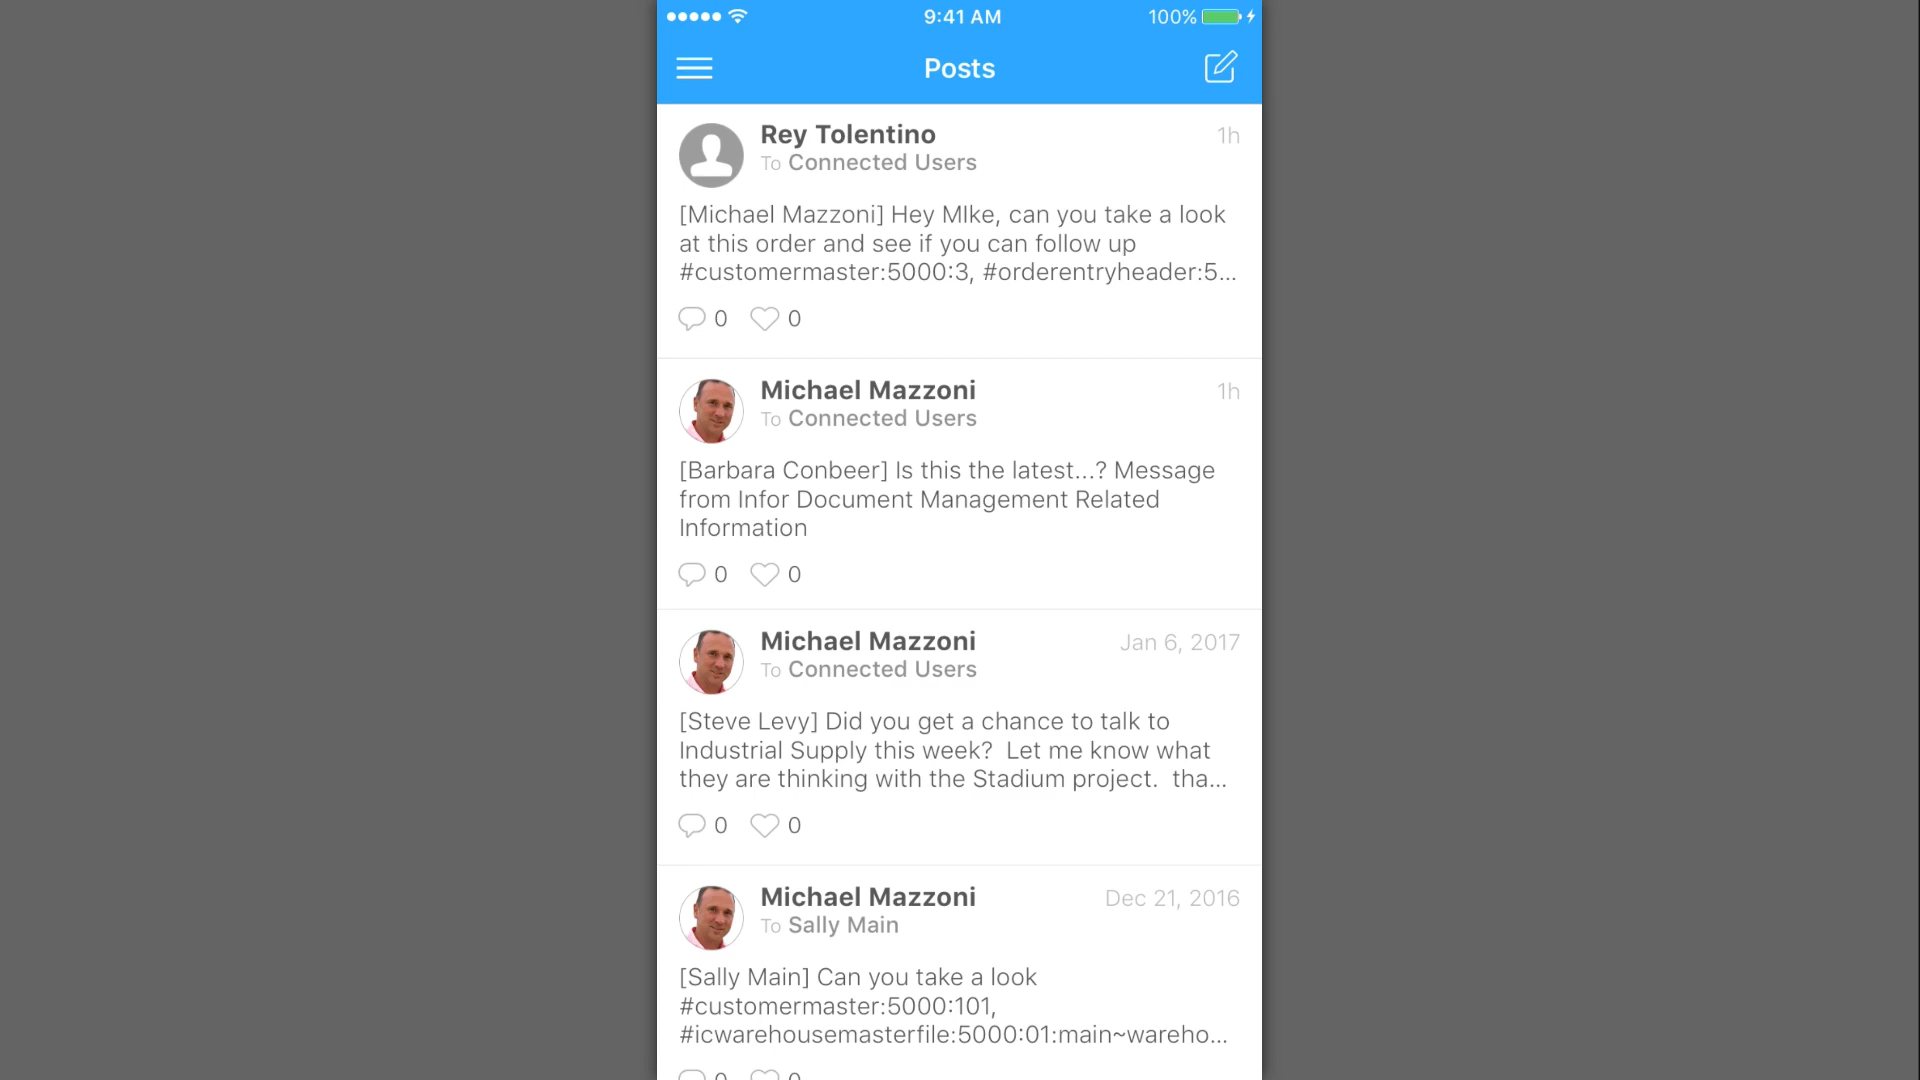 9:41 AM
100%
Posts
Rey Tolentino
1h
To Connected Users
[Michael Mazzoni] Hey MIke, can you take a look
at this order and see if you can follow up
#customermaster:5000:3, #orderentryheader:5...
0 0
Michael Mazzoni
1h
To Connected Users
[Barbara Conbeer] Is this the latest...? Message
from Infor Document Management Related
Information
0 0
Michael Mazzoni
Jan 6, 2017
To Connected Users
[Steve Levy] Did you get a chance to talk to
Industrial Supply this week?  Let me know what
they are thinking with the Stadium project.  tha...
0 0
Michael Mazzoni
Dec 21, 2016
To Sally Main
[Sally Main] Can you take a look
#customermaster:5000:101,
#icwarehousemasterfile:5000:01:main~wareho...
0 0